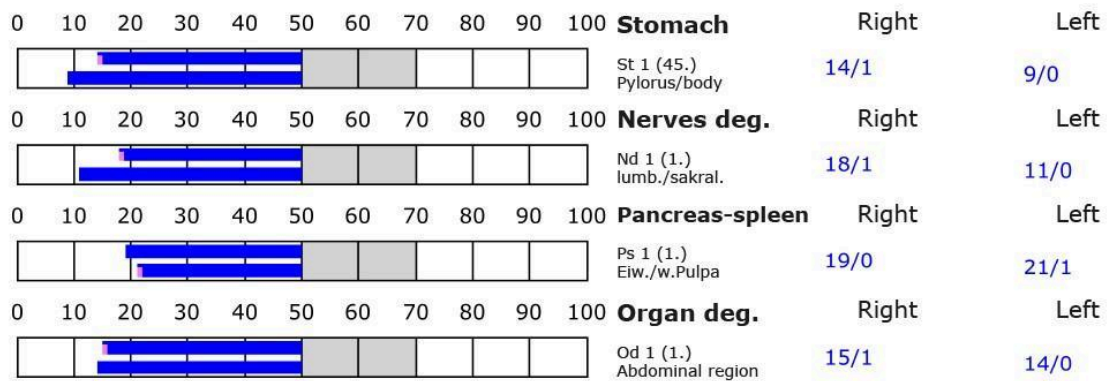 0 10 20 30 40 50 60 70 80 90 100 Stomach Right Left
St 1 (45.) 14/1 9/0
Pylorus/body
0 10 20 30 40 50 60 70 80 90 100 Nerves deg. Right Left
Nd 1 (1.) 18/1 11/0
lumb./sakral.
0 10 20 30 40 50 60 70 80 90 100 Pancreas-spleen Right Left
Ps 1 (1.) 19/0 21/1
Eiw./w.Pulpa
0 10 20 30 40 50 60 70 80 90 100 Organ deg. Right Left
Od 1 (1.) 15/1 14/0
Abdominal region